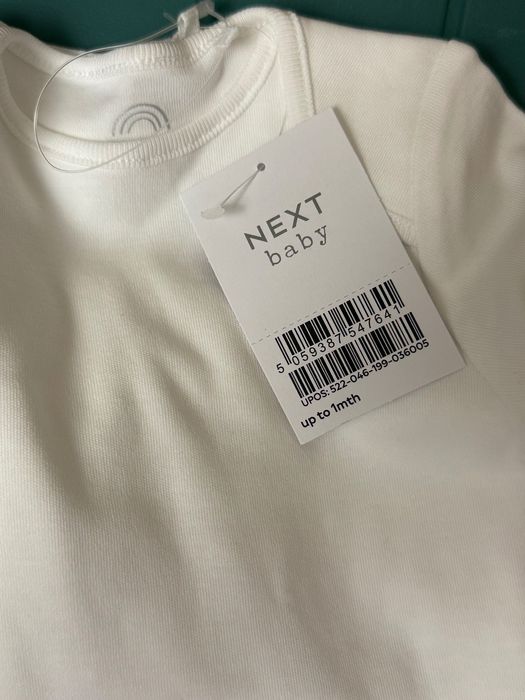 NEXT
baby
5 059387 547641
UPOS: 522-046-199-036005
up to 1mth